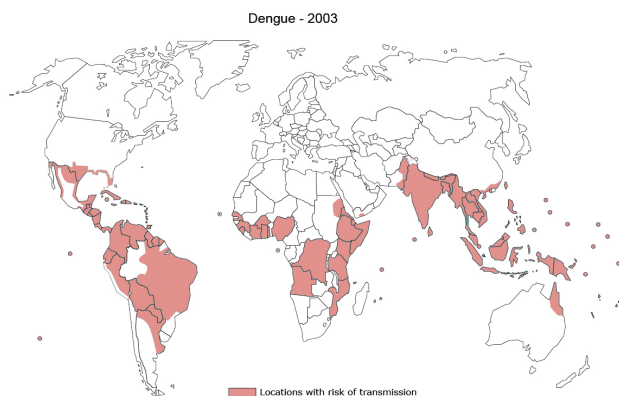 Dengue - 2003
Locations with risk of transmission